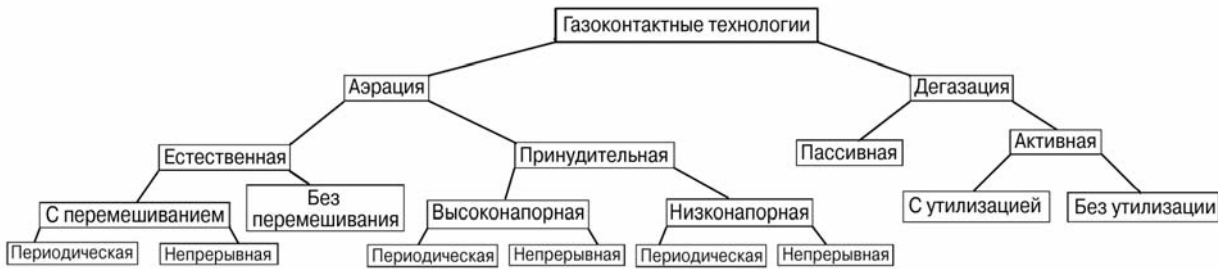 Газоконтактные технологии
Аэрация
Дегазация
Естественная
Принудительная
Пассивная
Активная
С перемешиванием
Без
перемешивания
Высоконапорная
Низконапорная
С утилизацией
Без утилизации
Периодическая
Непрерывная
Периодическая
Непрерывная
Периодическая
Непрерывная